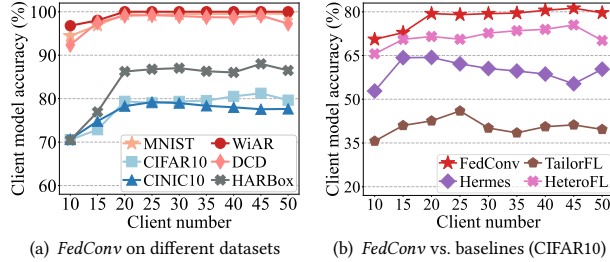 Client model accuracy (%)
100
90
80
70
60
10 15 20 25 30 35 40 45 50
Client number
MNIST
CIFAR10
CINIC10
WiAR
DCD
HARBox
(a) FedConv on different datasets
Client model accuracy (%)
80
65
50
35
20
10 15 20 25 30 35 40 45 50
Client number
FedConv
Hermes
TailorFL
HeteroFL
(b) FedConv vs. baselines (CIFAR10)